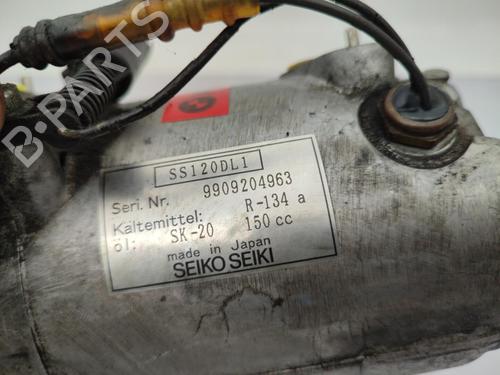 B-PARTS
SS120DL1
Seri. Nr. 9909204963
Kältemittel: R-134 a
öl: SK-20 150 cc
made in Japan
SEIKO SEIKI